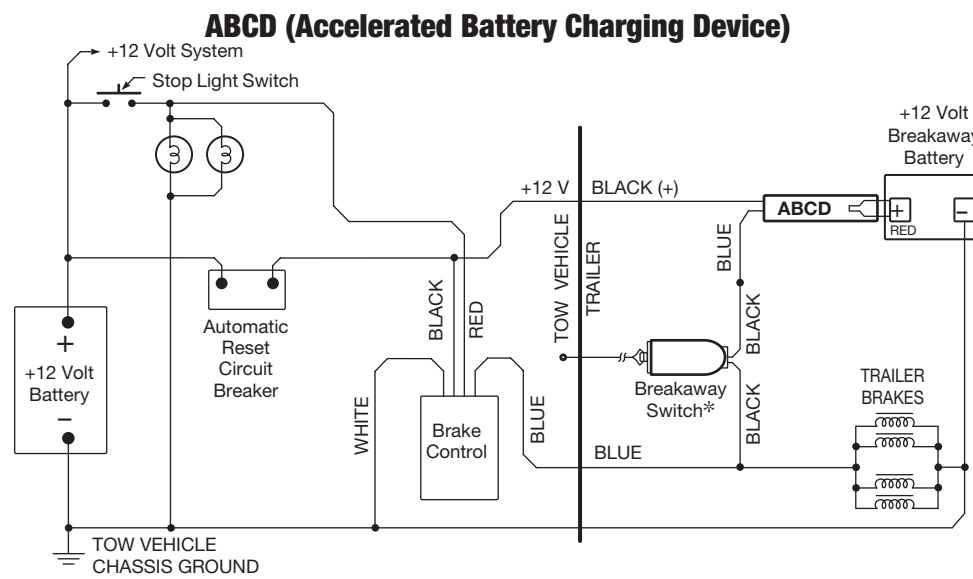 ABCD (Accelerated Battery Charging Device)
+12 Volt System
Stop Light Switch
+12 Volt
Breakaway
Battery
+12 V
BLACK (+)
ABCD
+
−
RED
BLUE
TOW VEHICLE
TRAILER
BLACK
RED
BLACK
Automatic
Reset
Circuit
Breaker
+
+12 Volt
Battery
−
Breakaway
Switch*
TRAILER
BRAKES
WHITE
Brake
Control
BLUE
BLACK
BLUE
TOW VEHICLE
CHASSIS GROUND